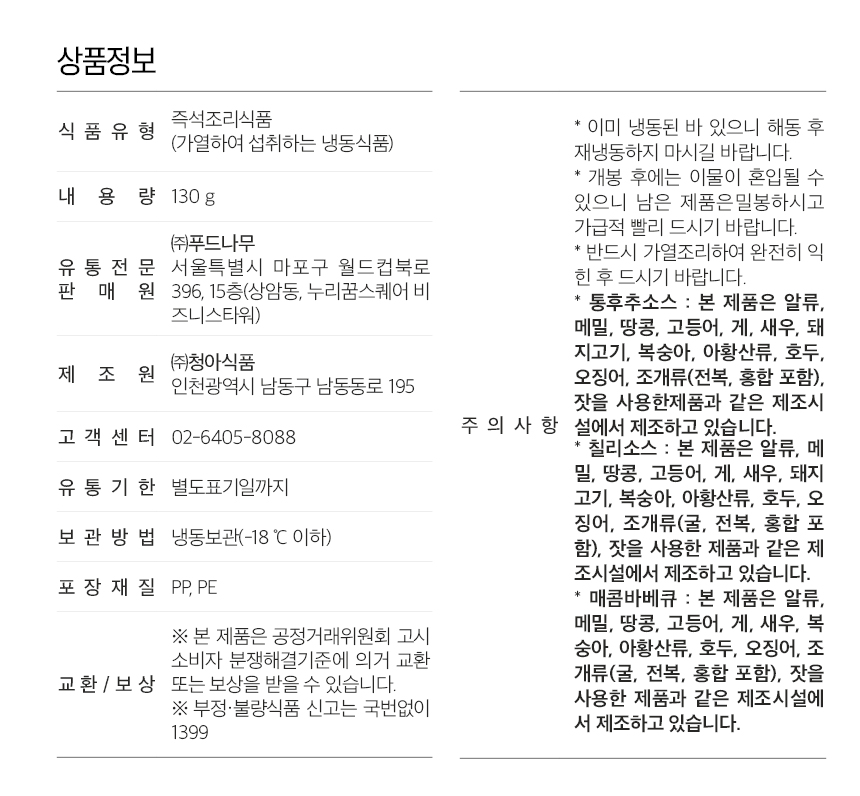 상품정보
식품유형 즉석조리식품
(가열하여 섭취하는 냉동식품)
내용량 130 g
유통전문판매원 ㈜푸드나무
서울특별시 마포구 월드컵북로
396, 15층(상암동, 누리꿈스퀘어 비
즈니스타워)
제조원 ㈜청아식품
인천광역시 남동구 남동동로 195
고객센터 02-6405-8088
유통기한 별도표기일까지
보관방법 냉동보관(-18 ℃ 이하)
포장재질 PP, PE
교환/보상 ※ 본 제품은 공정거래위원회 고시
소비자 분쟁해결기준에 의거 교환
또는 보상을 받을 수 있습니다.
※ 부정·불량식품 신고는 국번없이
1399
주의사항
* 이미 냉동된 바 있으니 해동 후
재냉동하지 마시길 바랍니다.
* 개봉 후에는 이물이 혼입될 수
있으니 남은 제품은밀봉하시고
가급적 빨리 드시기 바랍니다.
* 반드시 가열조리하여 완전히 익
힌 후 드시기 바랍니다.
* 통후추소스 : 본 제품은 알류,
메밀, 땅콩, 고등어, 게, 새우, 돼
지고기, 복숭아, 아황산류, 호두,
오징어, 조개류(전복, 홍합 포함),
잣을 사용한제품과 같은 제조시
설에서 제조하고 있습니다.
* 칠리소스 : 본 제품은 알류, 메
밀, 땅콩, 고등어, 게, 새우, 돼지
고기, 복숭아, 아황산류, 호두, 오
징어, 조개류(굴, 전복, 홍합 포
함), 잣을 사용한 제품과 같은 제
조시설에서 제조하고 있습니다.
* 매콤바베큐 : 본 제품은 알류,
메밀, 땅콩, 고등어, 게, 새우, 복
숭아, 아황산류, 호두, 오징어, 조
개류(굴, 전복, 홍합 포함), 잣을
사용한 제품과 같은 제조시설에
서 제조하고 있습니다.